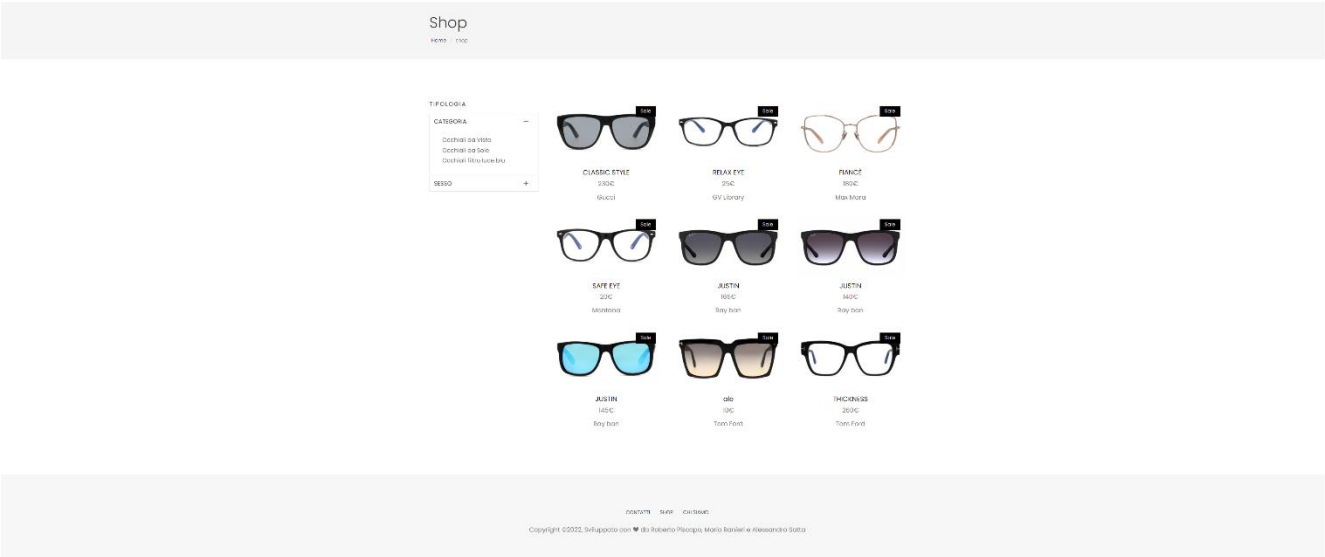 Shop
Home | Shop
TIPOLOGIA
CATEGORIA −
Occhiali da Vista
Occhiali da Sole
Occhiali filtro luce blu
SESSO +
Sale
CLASSIC STYLE
230€
Gucci
Sale
RELAX EYE
25€
GV Library
Sale
FIANCÉ
180€
Max Mara
Sale
SAFE EYE
20€
Montana
Sale
JUSTIN
165€
Ray ban
Sale
JUSTIN
140€
Ray ban
Sale
JUSTIN
145€
Ray ban
Sale
ale
Tom Ford
Sale
THICKNESS
260€
Tom Ford
CONTATTI SHOP CHI SIAMO
Copyright ©2022, Sviluppato con ❤ da Roberto Piscopo, Mario Ranieri e Alessandro Sotta